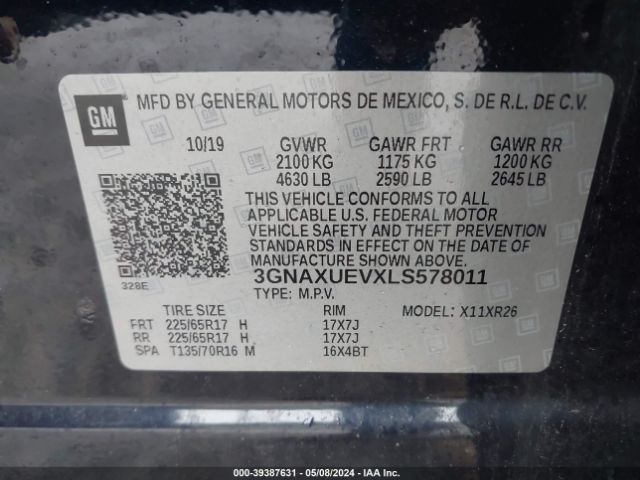 GM
MFD BY GENERAL MOTORS DE MEXICO, S. DE R.L. DE C.V.
10/19 GVWR GAWR FRT GAWR RR
2100 KG 1175 KG 1200 KG
4630 LB 2590 LB 2645 LB
THIS VEHICLE CONFORMS TO ALL
APPLICABLE U.S. FEDERAL MOTOR
VEHICLE SAFETY AND THEFT PREVENTION
STANDARDS IN EFFECT ON THE DATE OF
MANUFACTURE SHOWN ABOVE.
3GNAXUEVXLS578011
328E
TYPE: M.P.V.
TIRE SIZE RIM MODEL: X11XR26
FRT 225/65R17 H 17X7J
RR 225/65R17 H 17X7J
SPA T135/70R16 M 16X4BT
000-39387631 - 05/08/2024 - IAA Inc.